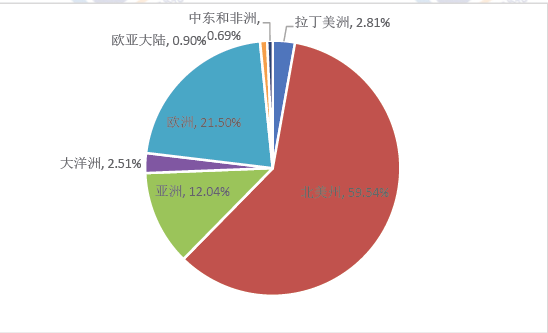 中东和非洲,
0.69%
拉丁美洲, 2.81%
欧亚大陆, 0.90%
欧洲, 21.50%
大洋洲, 2.51%
亚洲, 12.04%